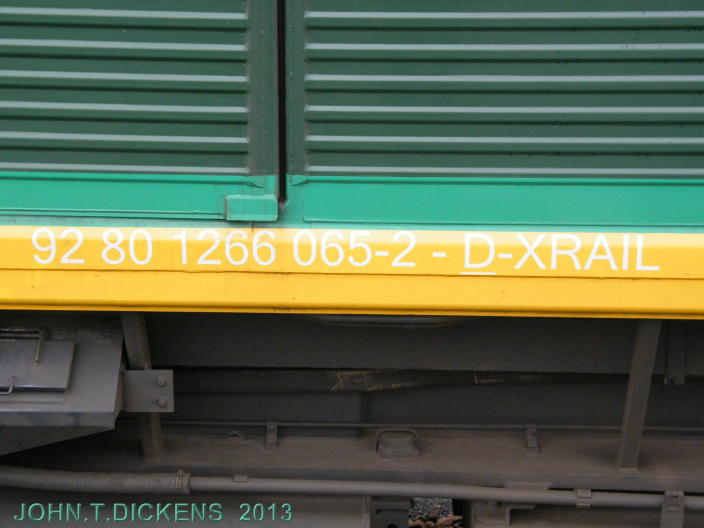 92 80 1266 065-2 - D-XRAIL
JOHN.T.DICKENS 2013